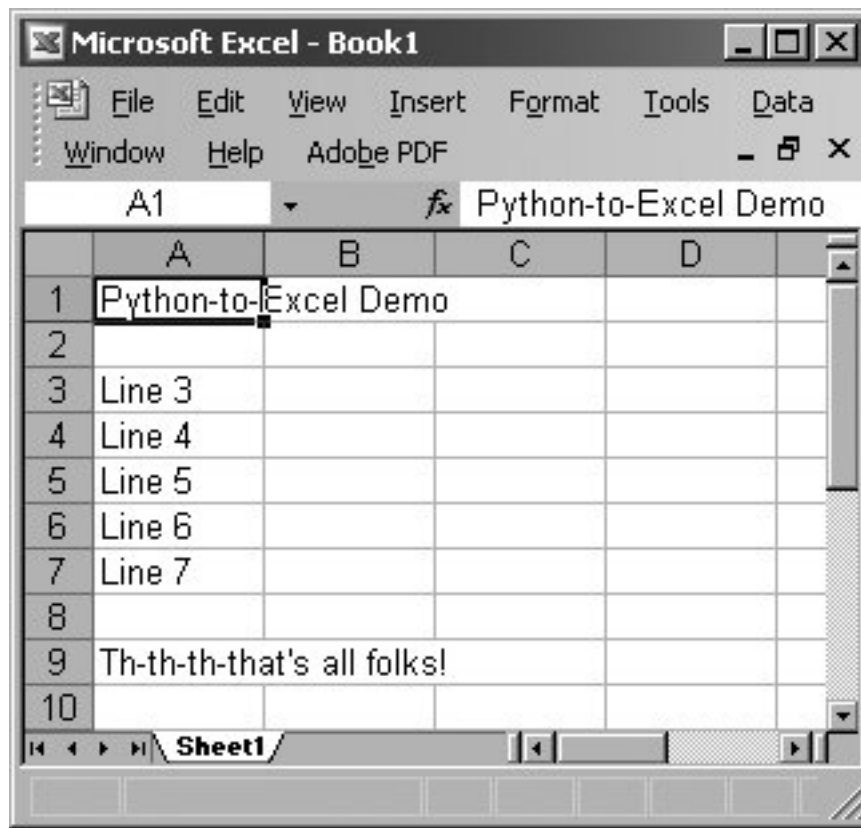 Microsoft Excel - Book1
File Edit View Insert Format Tools Data
Window Help Adobe PDF
A1 fx Python-to-Excel Demo
A B C D
1 Python-to-Excel Demo
2
3 Line 3
4 Line 4
5 Line 5
6 Line 6
7 Line 7
8
9 Th-th-th-that's all folks!
10
Sheet1